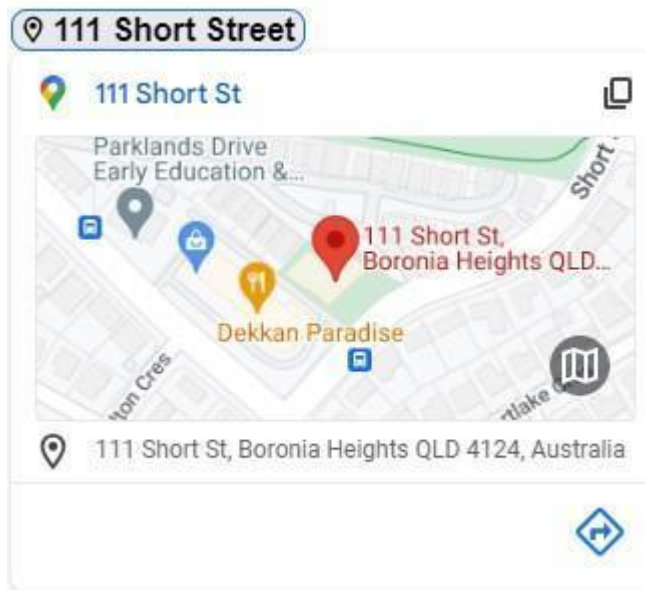 111 Short Street
111 Short St
Parklands Drive
Early Education &...
Short
111 Short St,
Boronia Heights QLD...
Dekkan Paradise
111 Short St, Boronia Heights QLD 4124, Australia